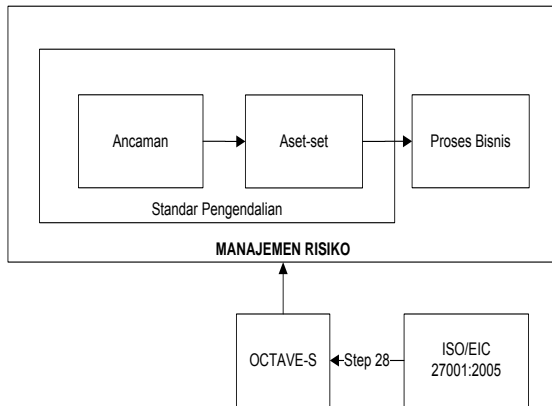 Ancaman
Aset-set
Proses Bisnis
Standar Pengendalian
MANAJEMEN RISIKO
OCTAVE-S
Step 28
ISO/EIC
27001:2005